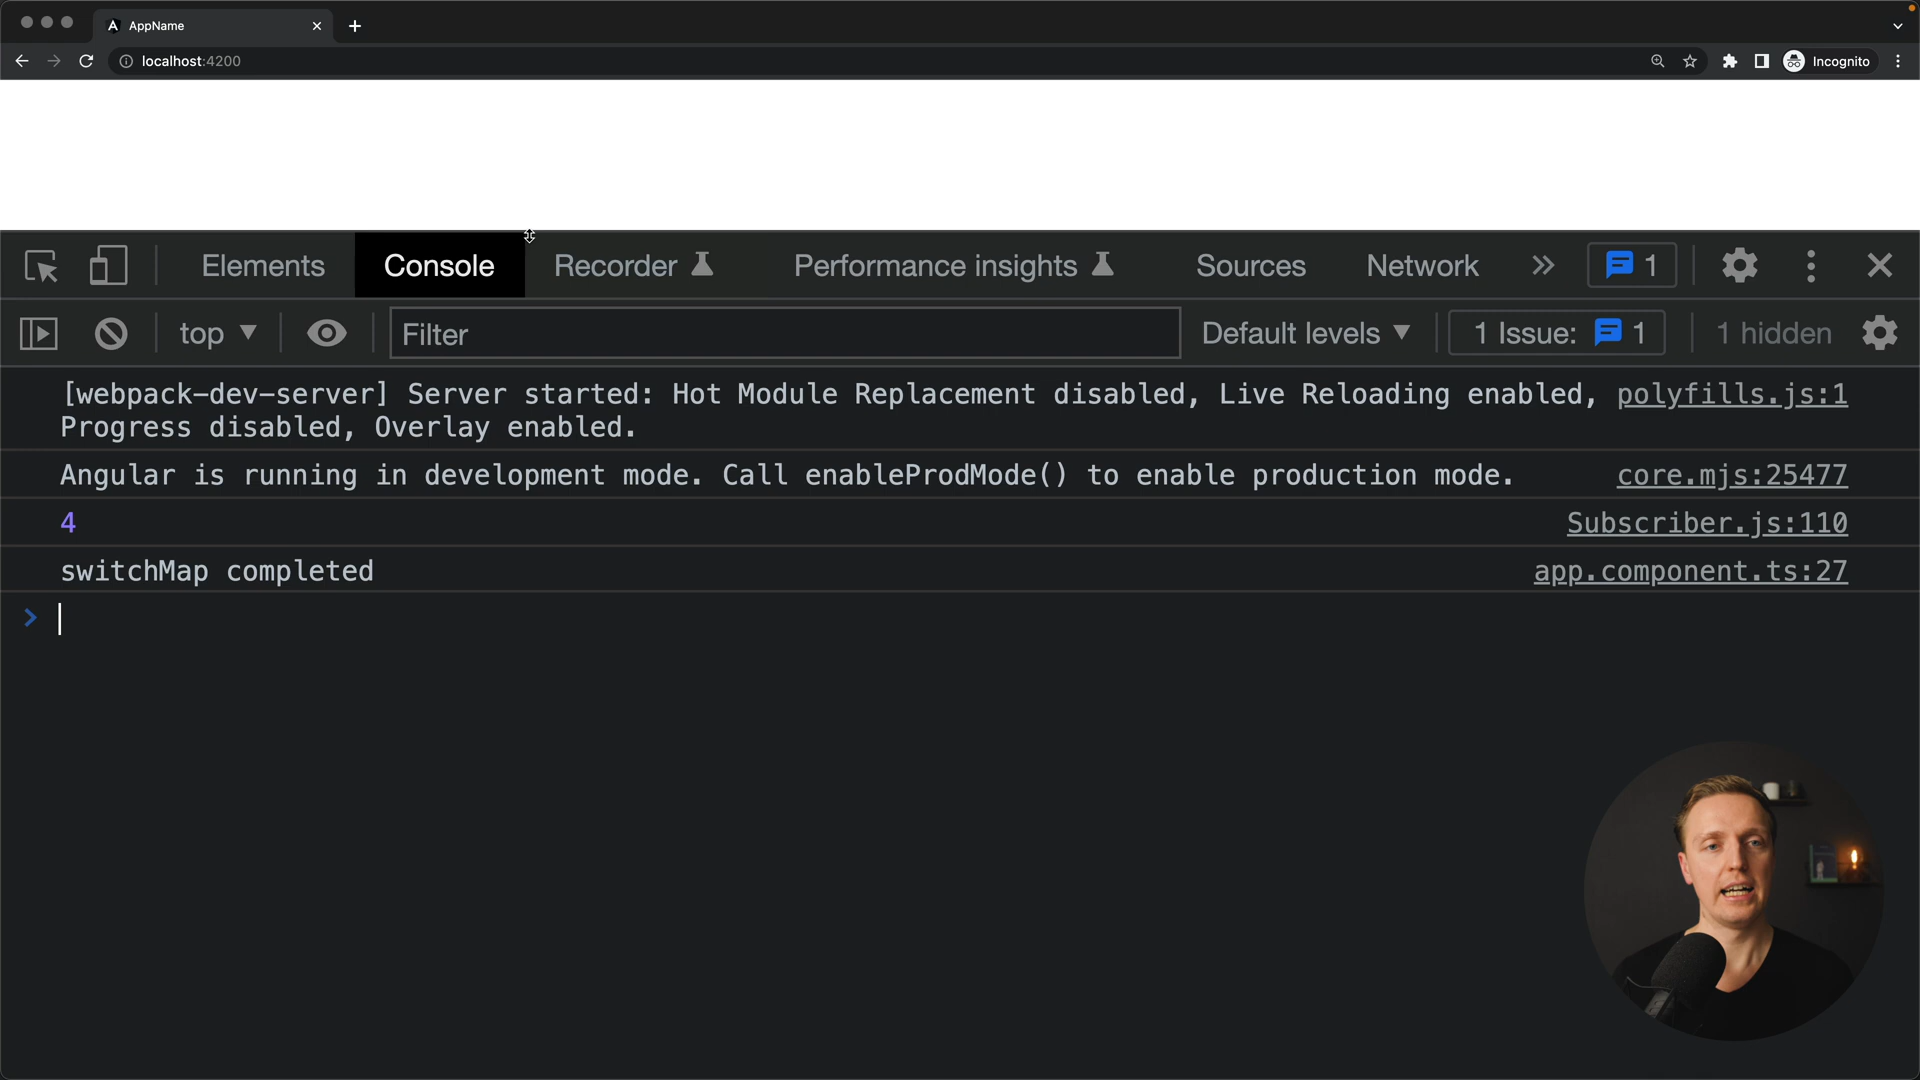 AppName
localhost:4200
Incognito
Elements Console Recorder Performance insights Sources Network 1
top Filter Default levels 1 Issue: 1 1 hidden
[webpack-dev-server] Server started: Hot Module Replacement disabled, Live Reloading enabled, polyfills.js:1
Progress disabled, Overlay enabled.
Angular is running in development mode. Call enableProdMode() to enable production mode. core.mjs:25477
4 Subscriber.js:110
switchMap completed app.component.ts:27